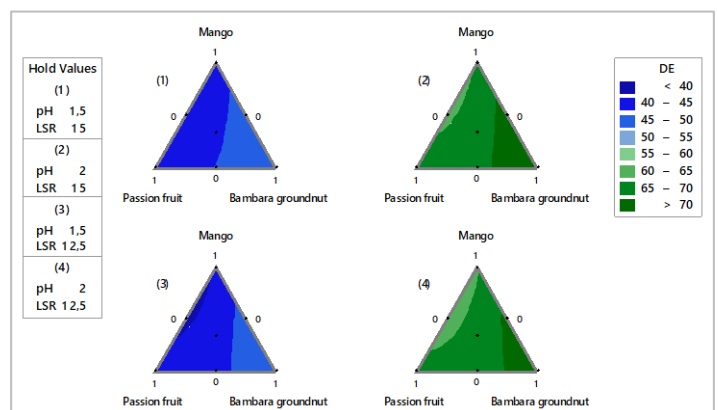 Hold Values
(1)
pH 1,5
LSR 15
(2)
pH 2
LSR 15
(3)
pH 1,5
LSR 12,5
(4)
pH 2
LSR 12,5
Mango
1
(1)
0 0
1 0 1
Passion fruit Bambara groundnut
Mango
1
(2)
0 0
1 0 1
Passion fruit Bambara groundnut
Mango
1
(3)
0 0
1 0 1
Passion fruit Bambara groundnut
Mango
1
(4)
0 0
1 0 1
Passion fruit Bambara groundnut
DE
< 40
40 – 45
45 – 50
50 – 55
55 – 60
60 – 65
65 – 70
> 70